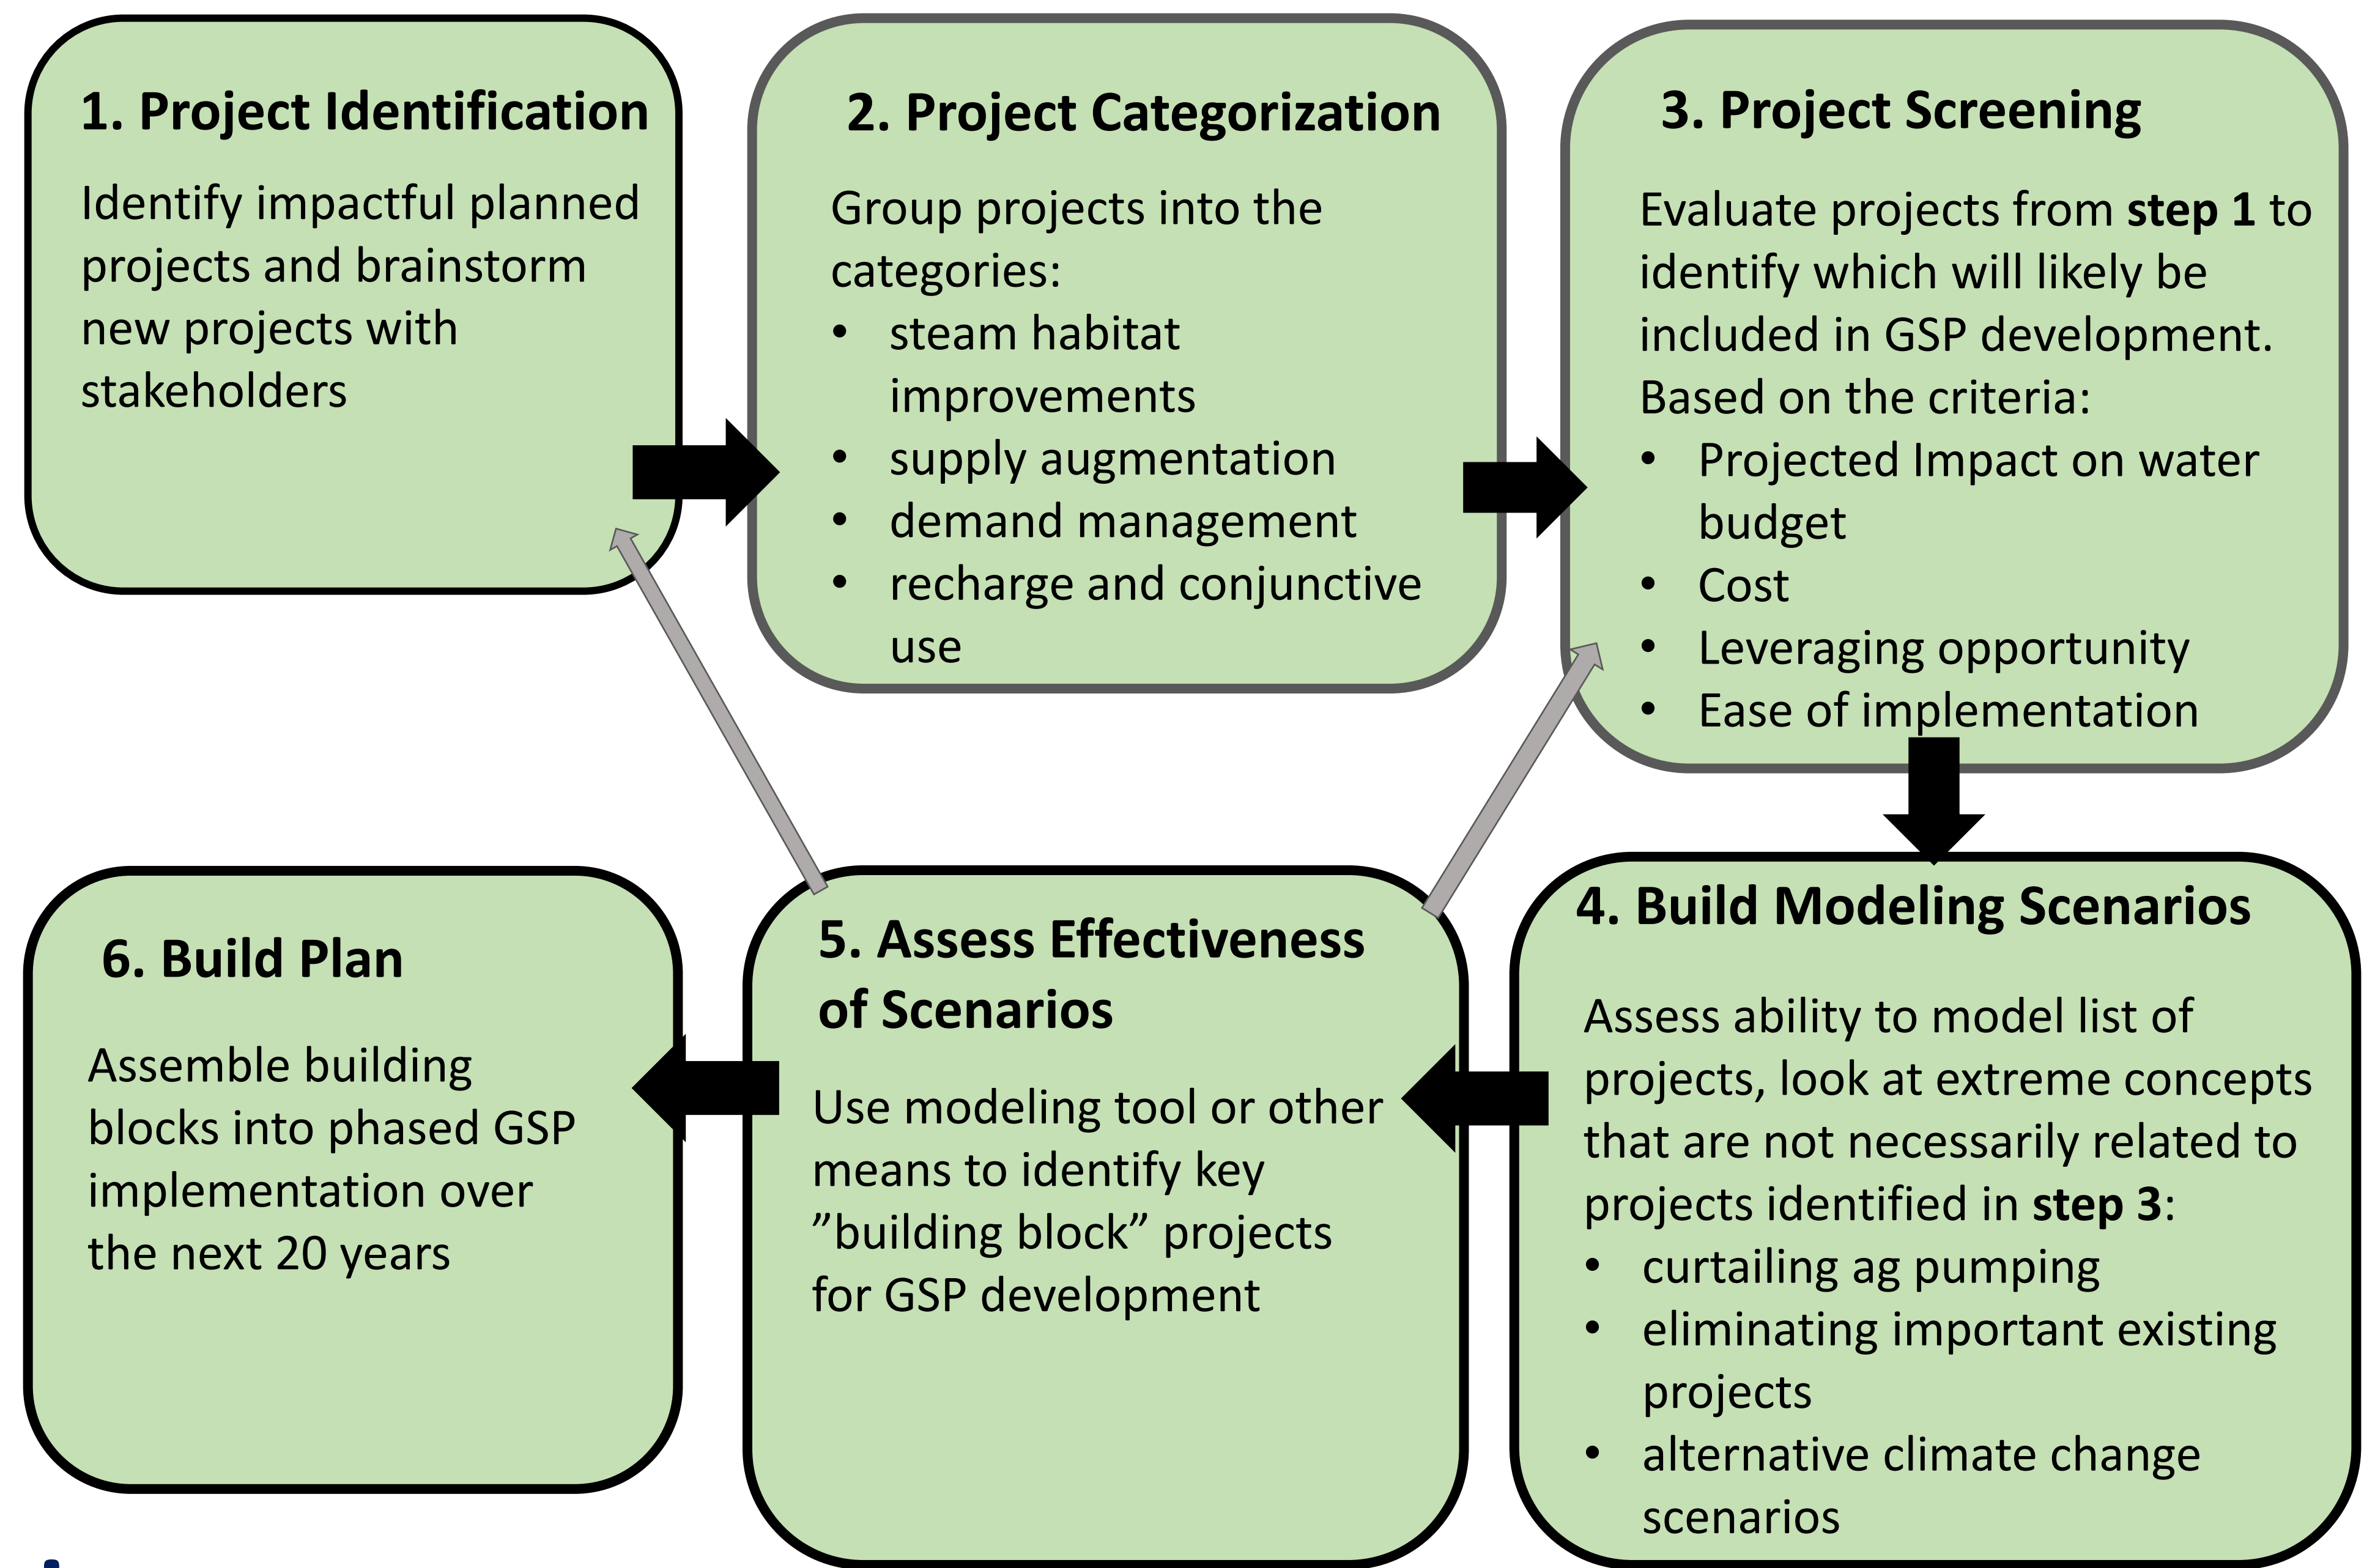 1. Project Identification
Identify impactful planned
projects and brainstorm
new projects with
stakeholders
2. Project Categorization
Group projects into the
categories:
• steam habitat
improvements
• supply augmentation
• demand management
• recharge and conjunctive
use
3. Project Screening
Evaluate projects from step 1 to
identify which will likely be
included in GSP development.
Based on the criteria:
• Projected Impact on water
budget
• Cost
• Leveraging opportunity
• Ease of implementation
4. Build Modeling Scenarios
Assess ability to model list of
projects, look at extreme concepts
that are not necessarily related to
projects identified in step 3:
• curtailing ag pumping
• eliminating important existing
projects
• alternative climate change
scenarios
5. Assess Effectiveness
of Scenarios
Use modeling tool or other
means to identify key
”building block” projects
for GSP development
6. Build Plan
Assemble building
blocks into phased GSP
implementation over
the next 20 years